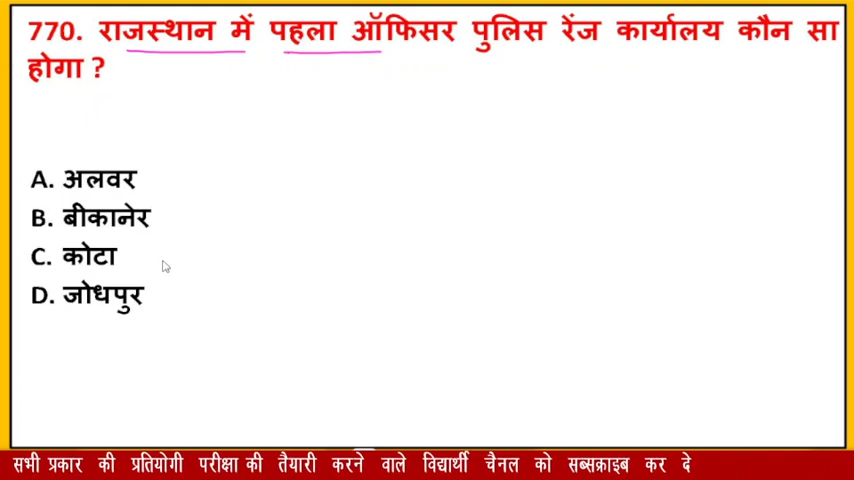 770. राजस्थान में पहला ऑफिसर पुलिस रेंज कार्यालय कौन सा
होगा ?
A. अलवर
B. बीकानेर
C. कोटा
D. जोधपुर
सभी प्रकार की प्रतियोगी परीक्षा की तैयारी करने वाले विद्यार्थी चैनल को सब्सक्राइब कर दे